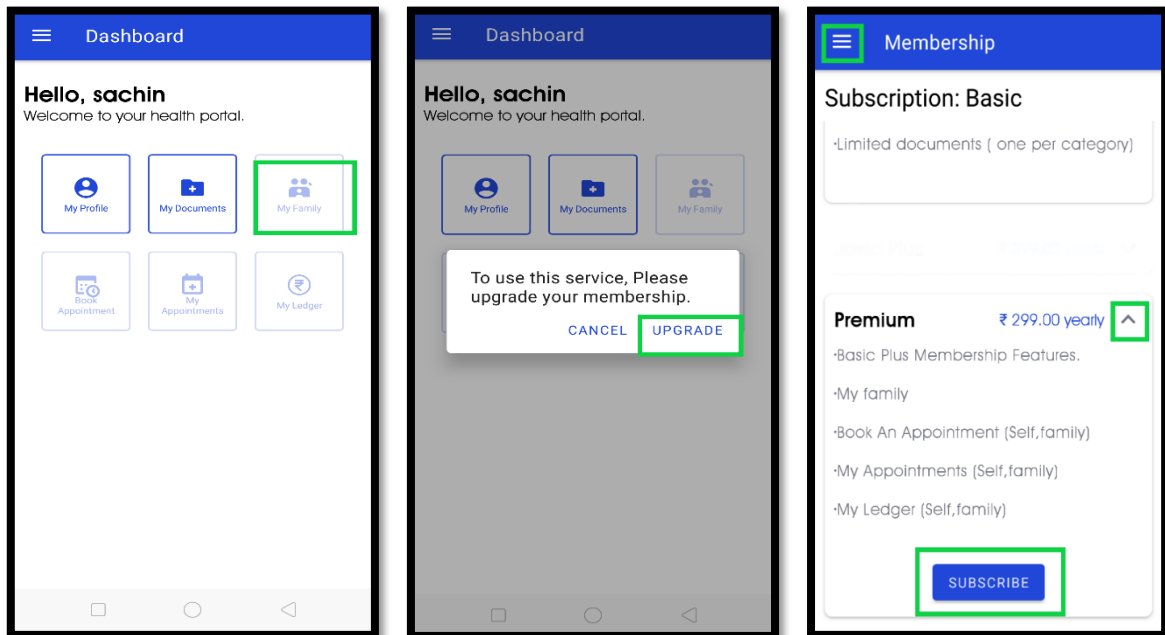 Dashboard
Hello, sachin
Welcome to your health portal.
My Profile
My Documents
My Family
Book
Appointment
My
Appointments
My Ledger
Dashboard
Hello, sachin
Welcome to your health portal.
My Profile
My Documents
My Family
To use this service, Please
upgrade your membership.
CANCEL UPGRADE
Membership
Subscription: Basic
·Limited documents ( one per category)
Premium ₹ 299.00 yearly
·Basic Plus Membership Features.
·My family
·Book An Appointment (Self,family)
·My Appointments (Self,family)
·My Ledger (Self,family)
SUBSCRIBE